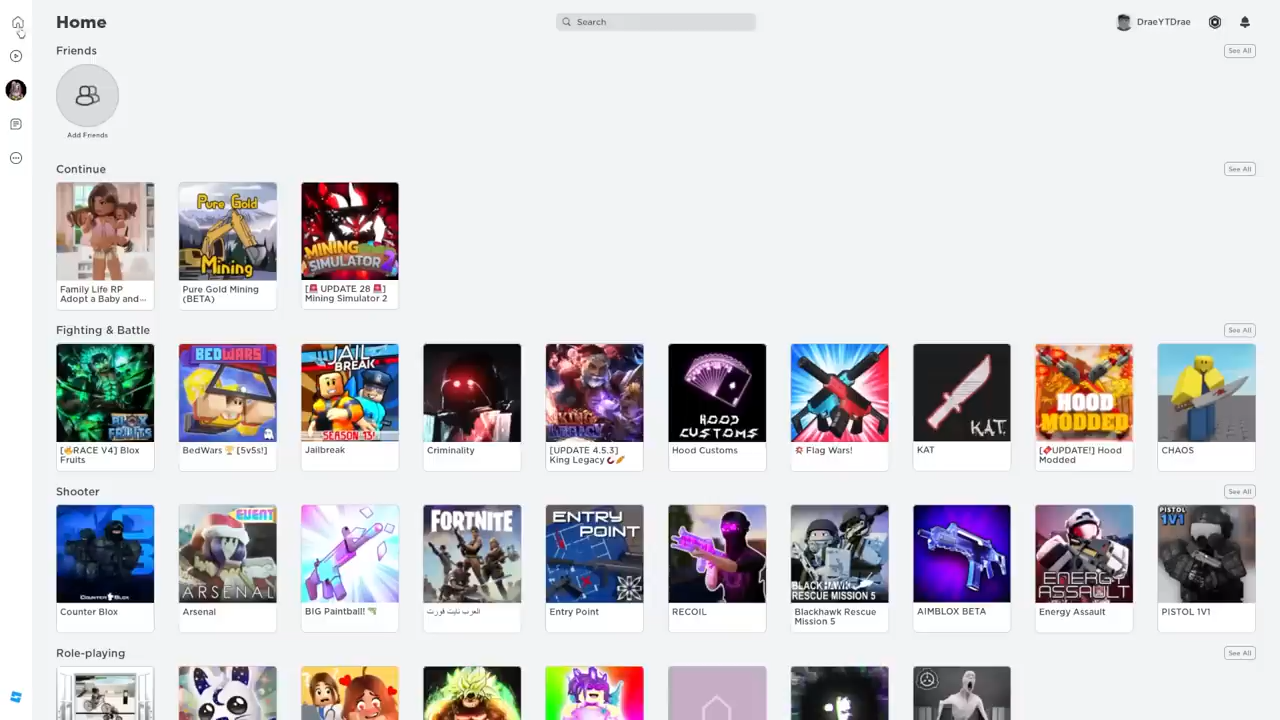 Home
Search
DraeYTDrae
Friends
See All
Add Friends
Continue
See All
Pure Gold
Mining
MINING
SIMULATOR 2
Family Life RP
Adopt a Baby and...
Pure Gold Mining
(BETA)
[🚨 UPDATE 28 🚨]
Mining Simulator 2
Fighting & Battle
See All
BLOX
FRUITS
BEDWARS
JAIL
BREAK
SEASON 13!
KING
LEGACY
HOOD
CUSTOMS
K.A.T.
HOOD
MODDED
[🔥RACE V4] Blox
Fruits
BedWars 🏆 [5v5s!]
Jailbreak
Criminality
[UPDATE 4.5.3]
King Legacy
Hood Customs
💥 Flag Wars!
KAT
[UPDATE!] Hood
Modded
CHAOS
Shooter
See All
COUNTER BLOX
EVENT
ARSENAL
FORTNITE
ENTRY
POINT
BLACKHAWK
RESCUE MISSION 5
ENERGY
ASSAULT
PISTOL
1V1
Counter Blox
Arsenal
BIG Paintball! 🔫
العرب نايت فورت
Entry Point
RECOIL
Blackhawk Rescue
Mission 5
AIMBLOX BETA
Energy Assault
PISTOL 1V1
Role-playing
See All